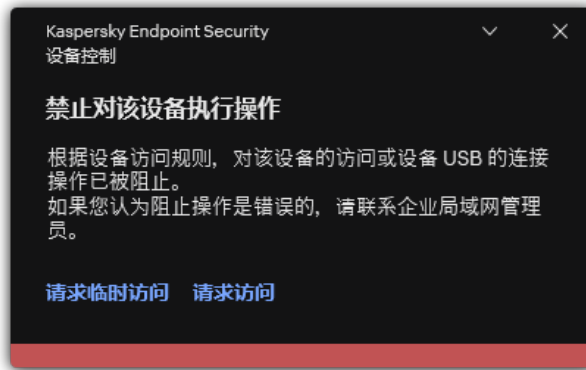 Kaspersky Endpoint Security
设备控制
禁止对该设备执行操作
根据设备访问规则，对该设备的访问或设备 USB 的连接
操作已被阻止。
如果您认为阻止操作是错误的，请联系企业局域网管理
员。
请求临时访问 请求访问